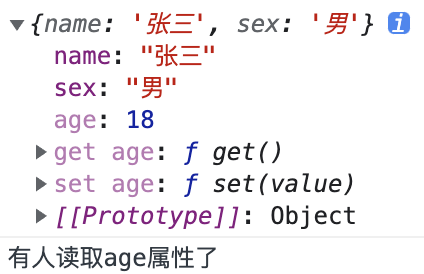 ▼{name: '张三', sex: '男'} i
name: "张三"
sex: "男"
age: 18
▶ get age: ƒ get()
▶ set age: ƒ set(value)
▶ [[Prototype]]: Object
有人读取age属性了